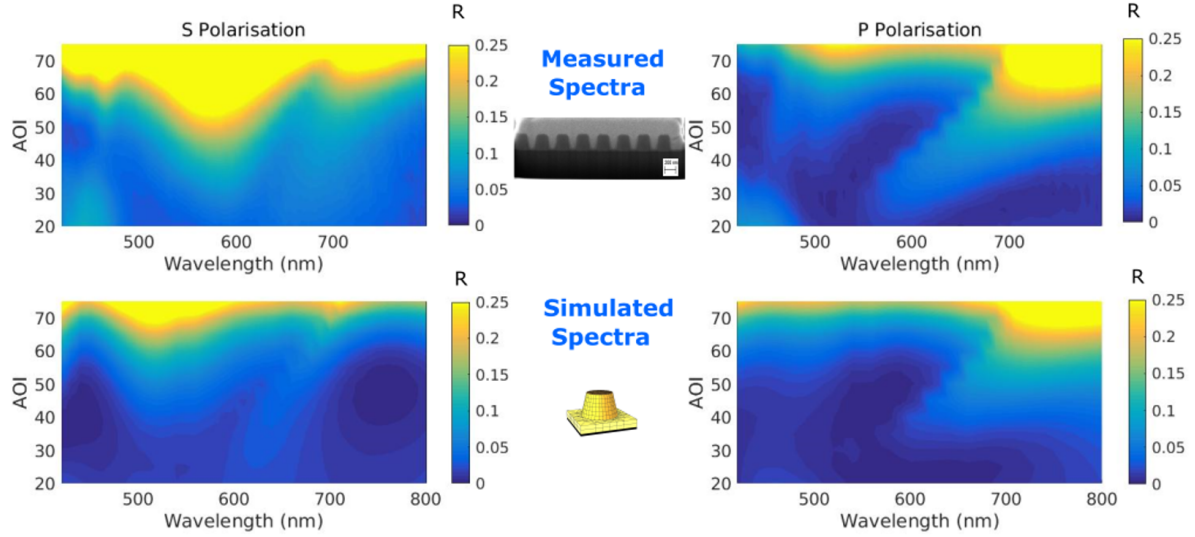 S Polarisation
R
0.25
0.2
0.15
0.1
0.05
0
70
60
50
40
30
20
AOI
500 600 700
Wavelength (nm)
Measured
Spectra
P Polarisation
R
0.25
0.2
0.15
0.1
0.05
0
70
60
50
40
30
20
AOI
500 600 700
Wavelength (nm)
R
0.25
0.2
0.15
0.1
0.05
0
70
60
50
40
30
20
AOI
500 600 700 800
Wavelength (nm)
Simulated
Spectra
R
0.25
0.2
0.15
0.1
0.05
0
70
60
50
40
30
20
AOI
500 600 700 800
Wavelength (nm)